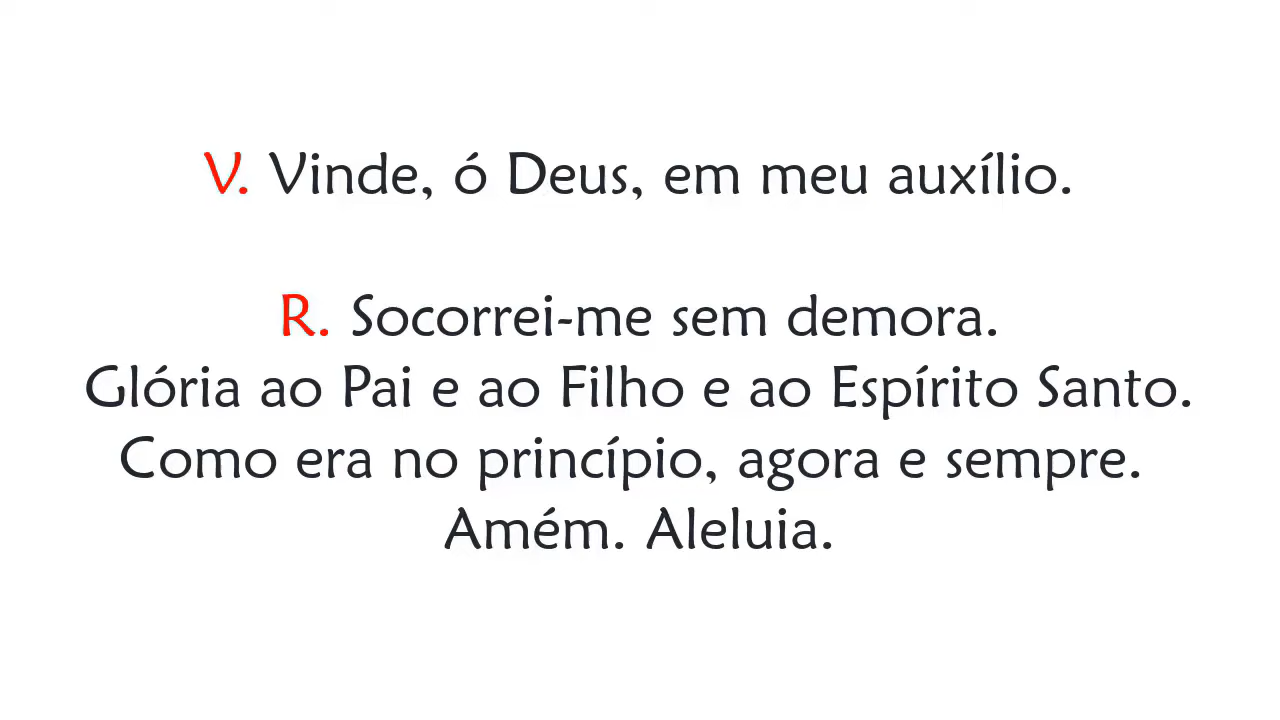 V. Vinde, ó Deus, em meu auxílio.
R. Socorrei-me sem demora.
Glória ao Pai e ao Filho e ao Espírito Santo.
Como era no princípio, agora e sempre.
Amém. Aleluia.